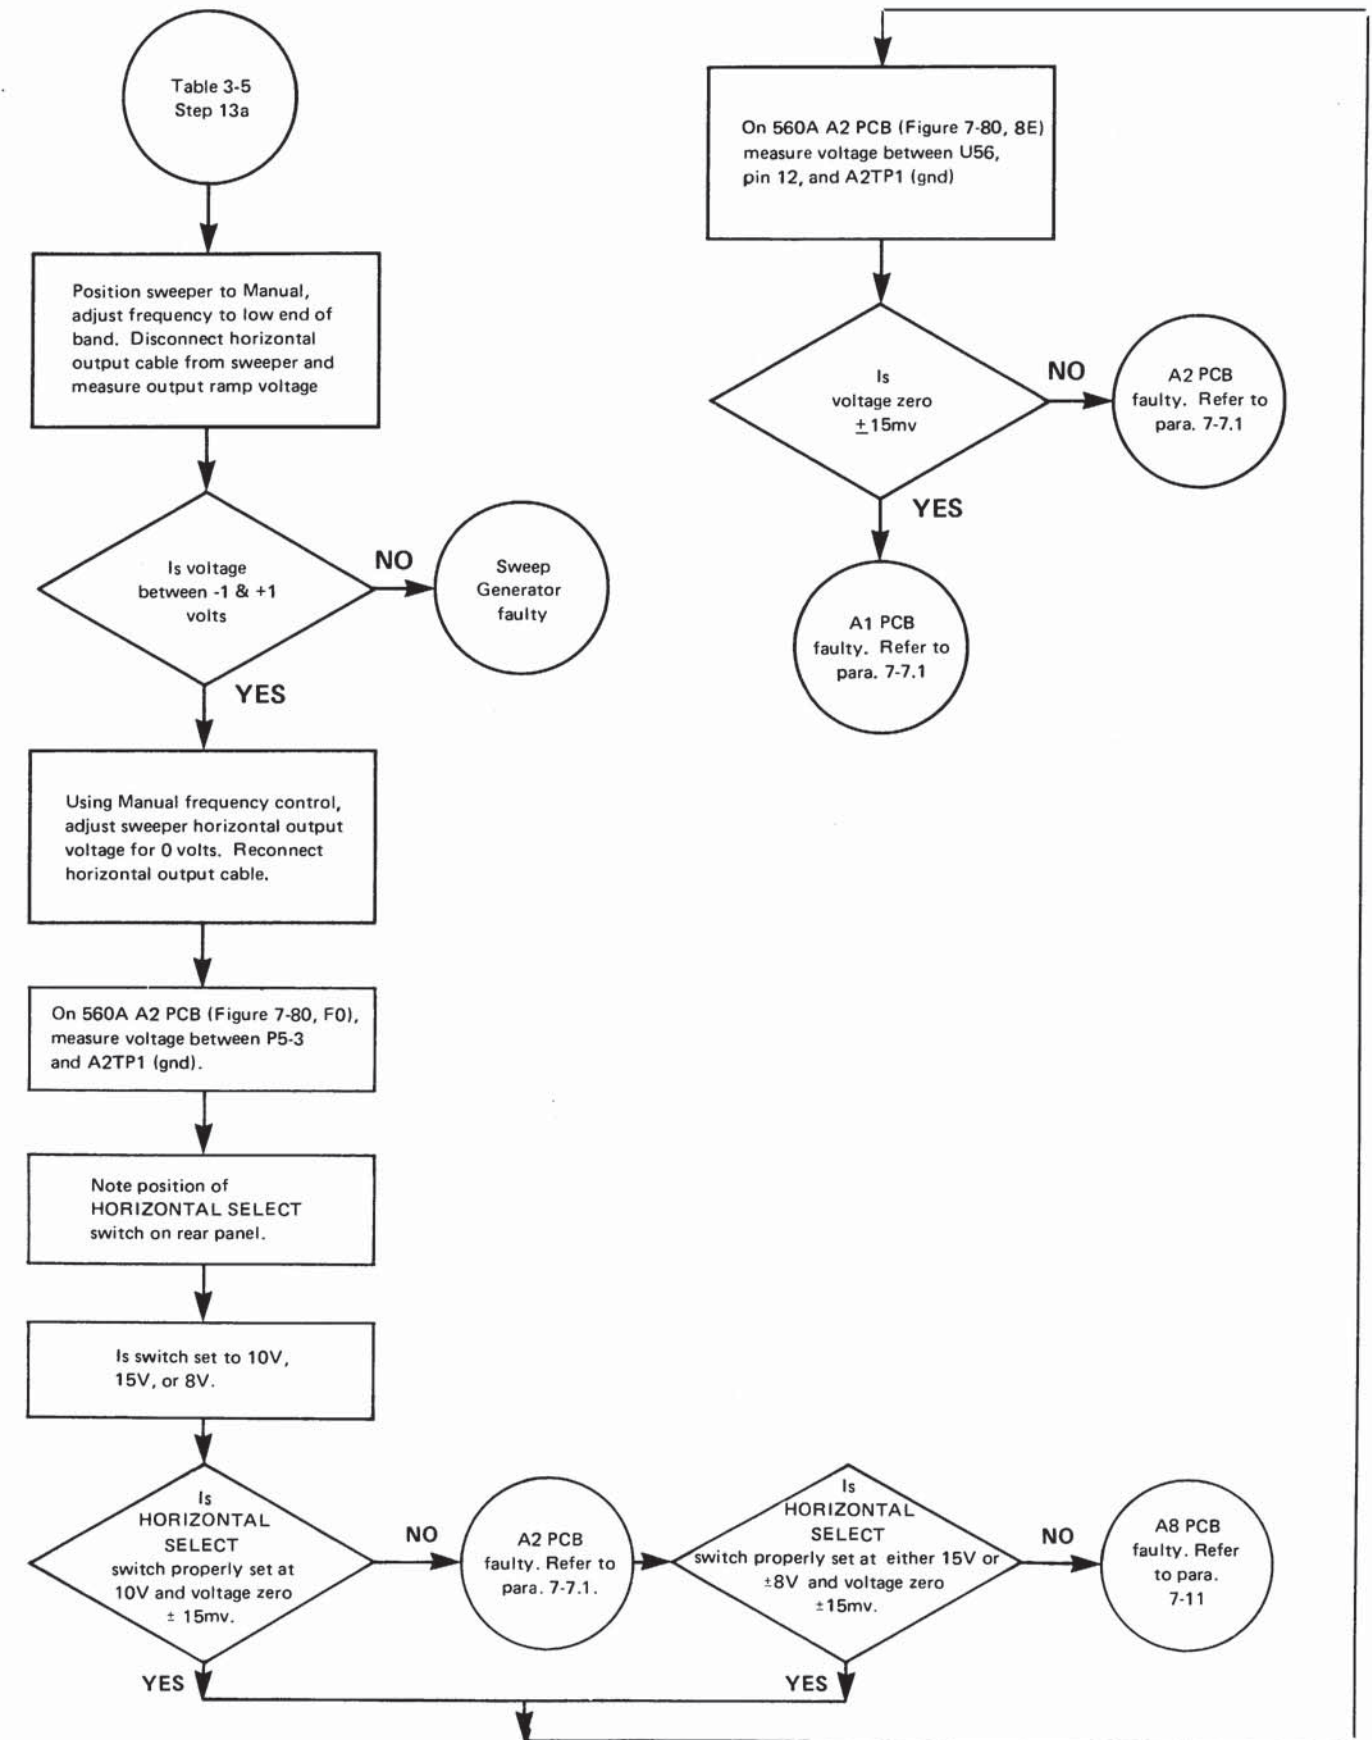 Table 3-5
Step 13a
Position sweeper to Manual,
adjust frequency to low end of
band. Disconnect horizontal
output cable from sweeper and
measure output ramp voltage
Is voltage
between -1 & +1
volts
NO
Sweep
Generator
faulty
YES
Using Manual frequency control,
adjust sweeper horizontal output
voltage for 0 volts. Reconnect
horizontal output cable.
On 560A A2 PCB (Figure 7-80, F0),
measure voltage between P5-3
and A2TP1 (gnd).
Note position of
HORIZONTAL SELECT
switch on rear panel.
Is switch set to 10V,
15V, or 8V.
Is
HORIZONTAL
SELECT
switch properly set at
10V and voltage zero
± 15mv.
NO
A2 PCB
faulty. Refer to
para. 7-7.1.
YES
Is
HORIZONTAL
SELECT
switch properly set at either 15V or
±8V and voltage zero
±15mv.
NO
A8 PCB
faulty. Refer
to para.
7-11
YES
On 560A A2 PCB (Figure 7-80, 8E)
measure voltage between U56,
pin 12, and A2TP1 (gnd)
Is
voltage zero
±15mv
NO
A2 PCB
faulty. Refer to
para. 7-7.1
YES
A1 PCB
faulty. Refer to
para. 7-7.1